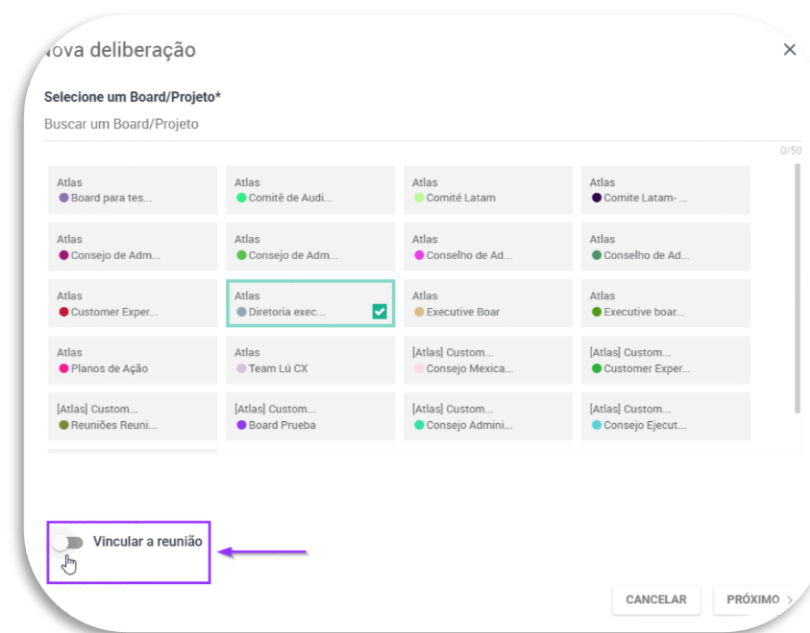 Nova deliberação
Selecione um Board/Projeto*
Buscar um Board/Projeto
0/50
Atlas
Board para tes...
Atlas
Comitê de Audi...
Atlas
Comité Latam
Atlas
Comite Latam- ...
Atlas
Consejo de Adm...
Atlas
Consejo de Adm...
Atlas
Conselho de Ad...
Atlas
Conselho de Ad...
Atlas
Customer Exper...
Atlas
Diretoria exec...
Atlas
Executive Boar
Atlas
Executive boar...
Atlas
Planos de Ação
Atlas
Team Lú CX
[Atlas] Custom...
Consejo Mexica...
[Atlas] Custom...
Customer Exper...
[Atlas] Custom...
Reuniões Reuni...
[Atlas] Custom...
Board Prueba
[Atlas] Custom...
Consejo Admini...
[Atlas] Custom...
Consejo Ejecut...
Vincular a reunião
CANCELAR
PRÓXIMO